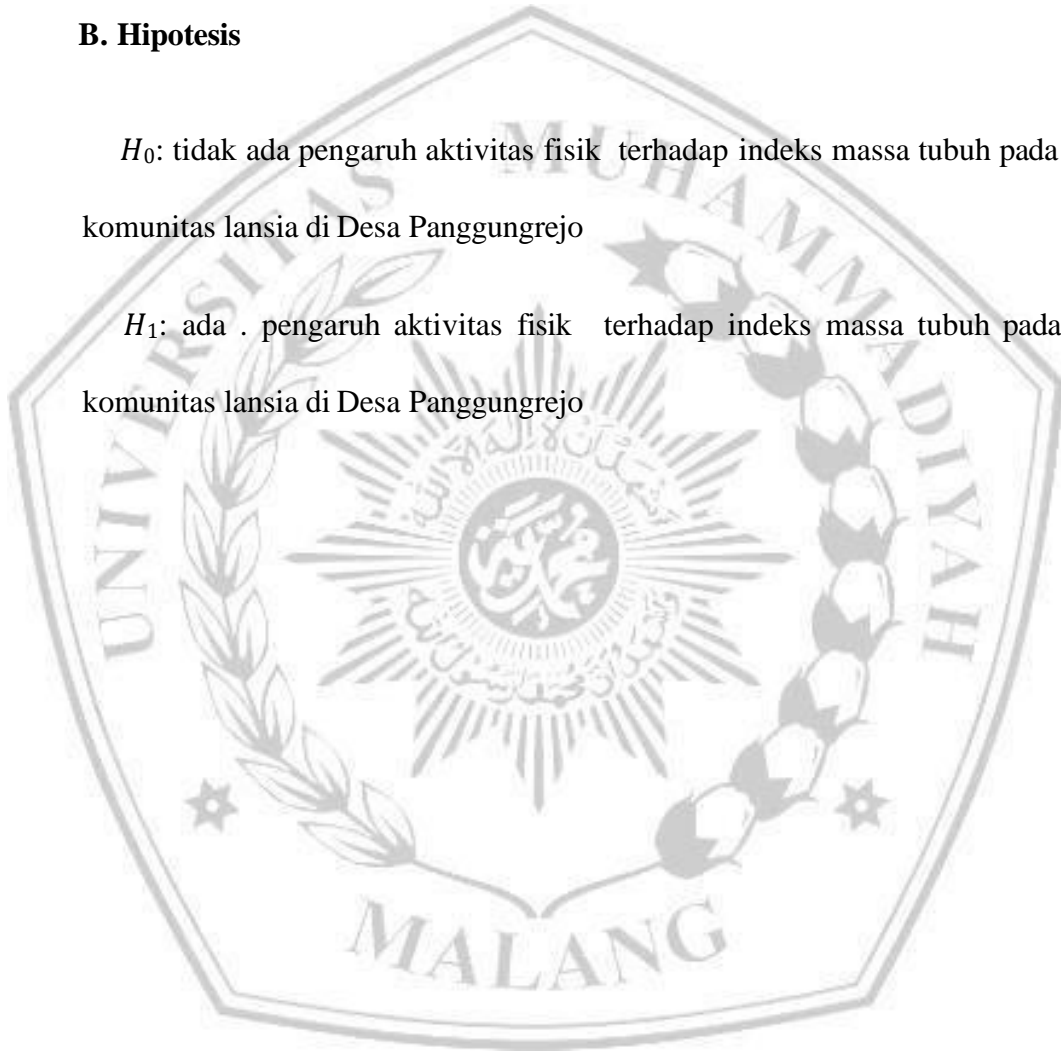 B. Hipotesis
H₀: tidak ada pengaruh aktivitas fisik terhadap indeks massa tubuh pada
komunitas lansia di Desa Panggungrejo
H₁: ada . pengaruh aktivitas fisik terhadap indeks massa tubuh pada
komunitas lansia di Desa Panggungrejo
UNIVERSITAS MUHAMMADIYAH
MALANG